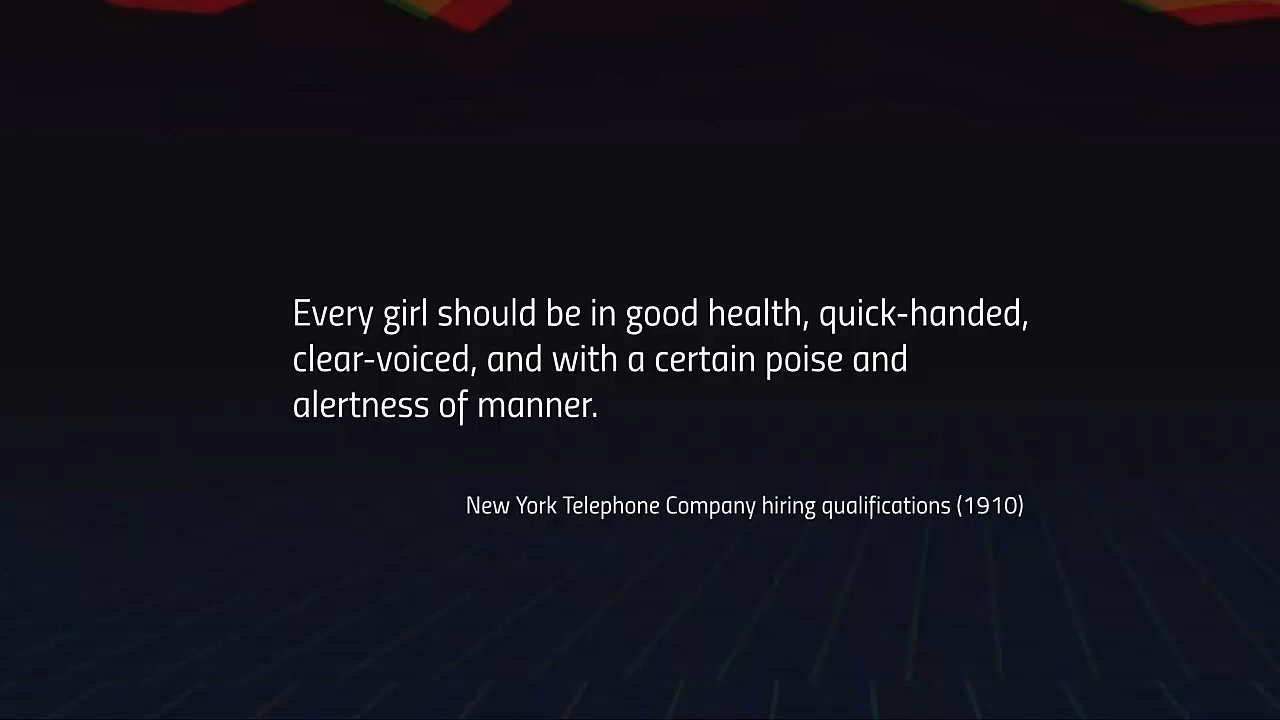 Every girl should be in good health, quick-handed,
clear-voiced, and with a certain poise and
alertness of manner.
New York Telephone Company hiring qualifications (1910)